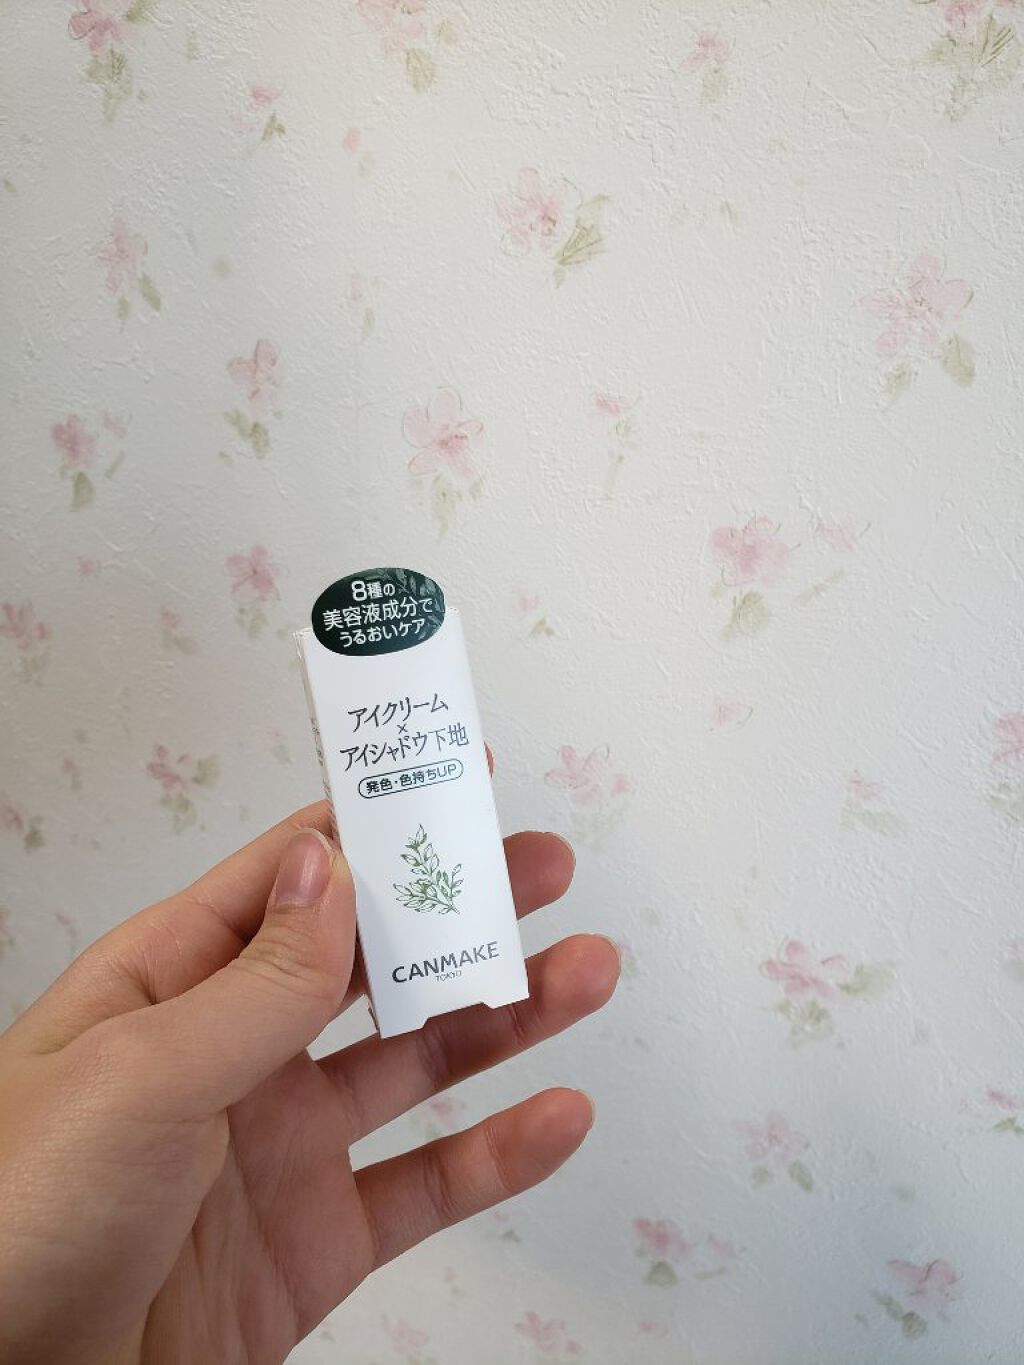 8種の
美容液成分で
うるおいケア
アイクリーム
×
アイシャドウ下地
発色・色持ちUP
CANMAKE
TOKYO